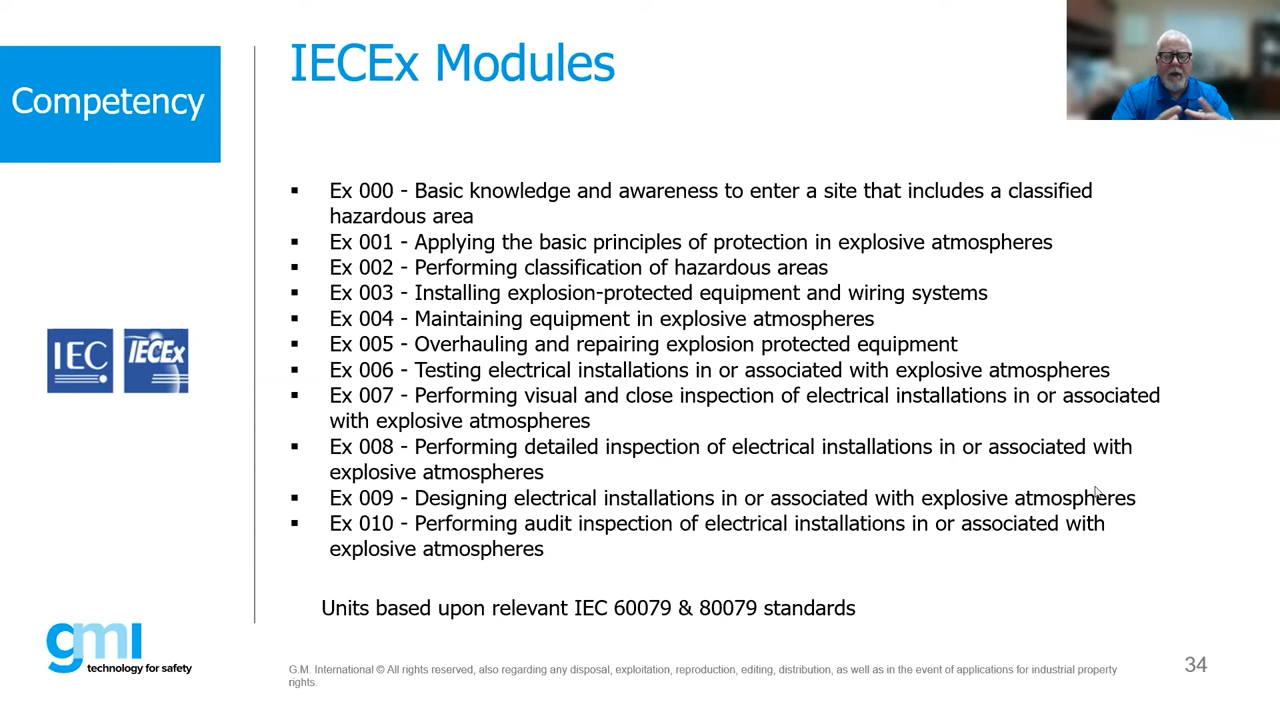 Competency
IECEx Modules
▪ Ex 000 - Basic knowledge and awareness to enter a site that includes a classified
hazardous area
▪ Ex 001 - Applying the basic principles of protection in explosive atmospheres
▪ Ex 002 - Performing classification of hazardous areas
▪ Ex 003 - Installing explosion-protected equipment and wiring systems
▪ Ex 004 - Maintaining equipment in explosive atmospheres
▪ Ex 005 - Overhauling and repairing explosion protected equipment
▪ Ex 006 - Testing electrical installations in or associated with explosive atmospheres
▪ Ex 007 - Performing visual and close inspection of electrical installations in or associated
with explosive atmospheres
▪ Ex 008 - Performing detailed inspection of electrical installations in or associated with
explosive atmospheres
▪ Ex 009 - Designing electrical installations in or associated with explosive atmospheres
▪ Ex 010 - Performing audit inspection of electrical installations in or associated with
explosive atmospheres
Units based upon relevant IEC 60079 & 80079 standards
IEC
IECEx
gmi
technology for safety
G.M. International © All rights reserved, also regarding any disposal, exploitation, reproduction, editing, distribution, as well as in the event of applications for industrial property
rights.
34